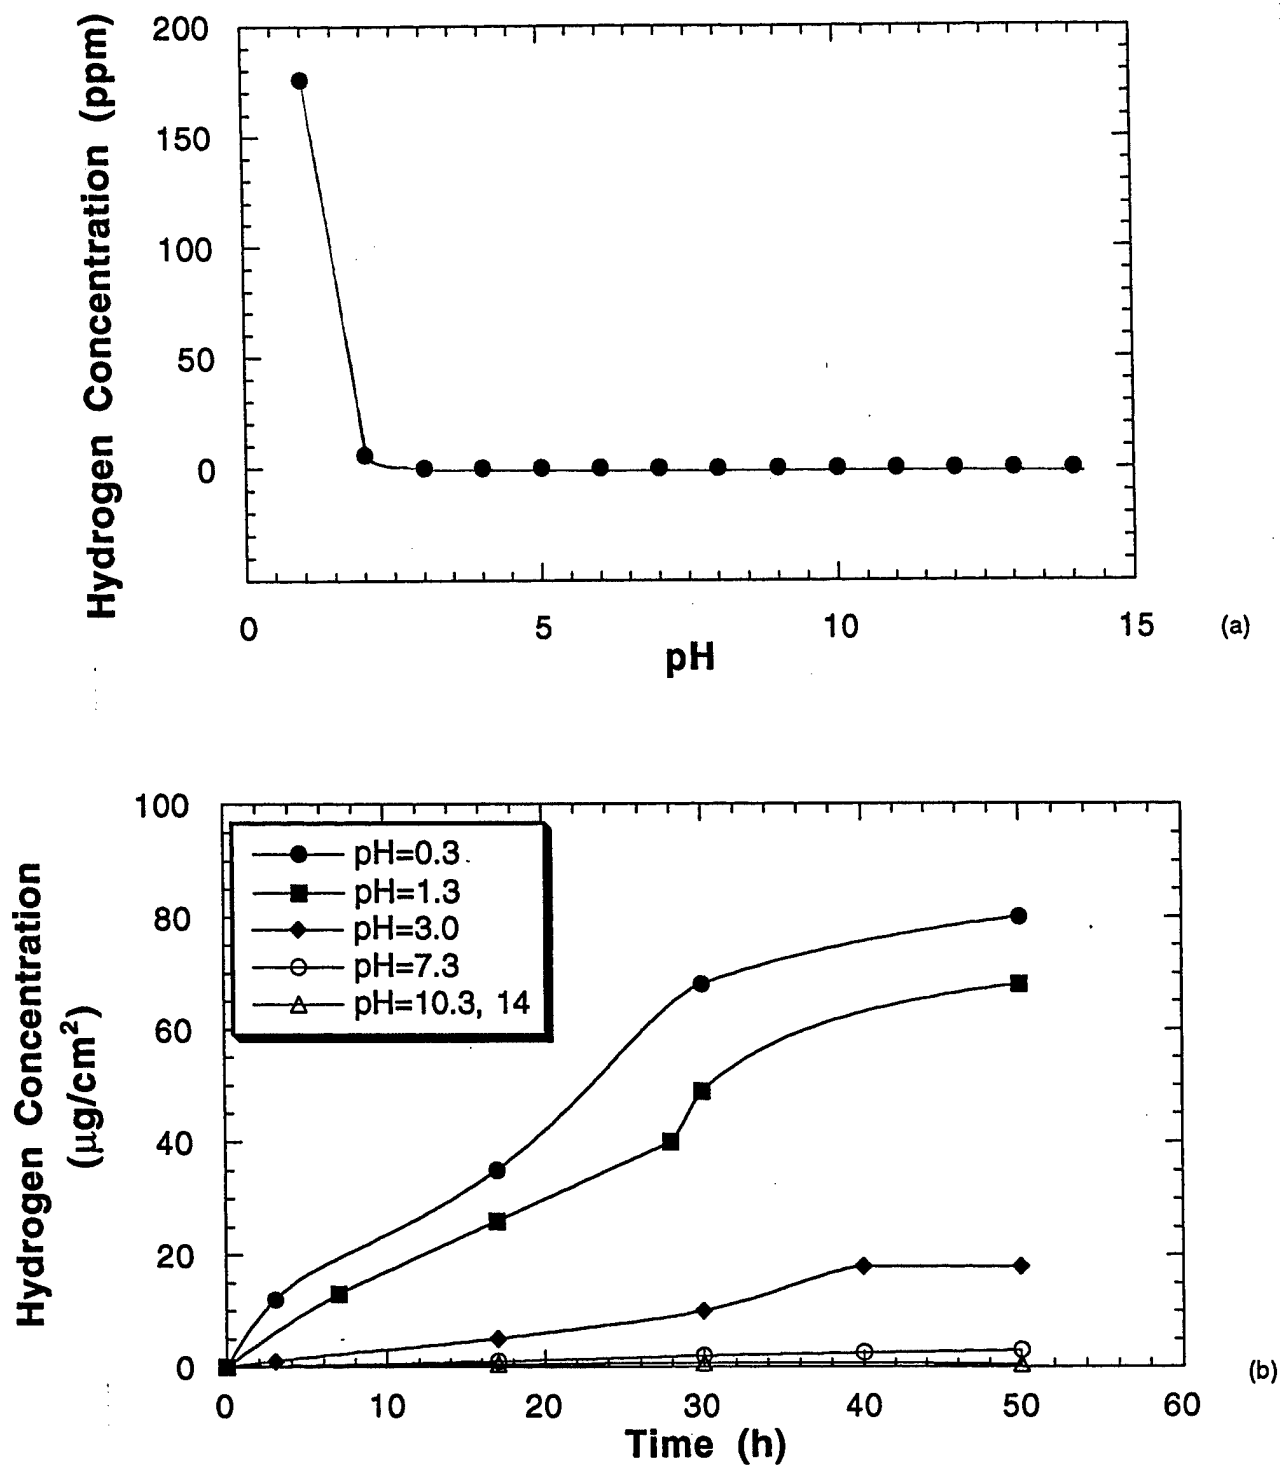 200
150
100
50
0
Hydrogen Concentration (ppm)
0 5 10 15
pH
(a)
100
80
60
40
20
0
Hydrogen Concentration
(μg/cm²)
pH=0.3
pH=1.3
pH=3.0
pH=7.3
pH=10.3, 14
0 10 20 30 40 50 60
Time (h)
(b)